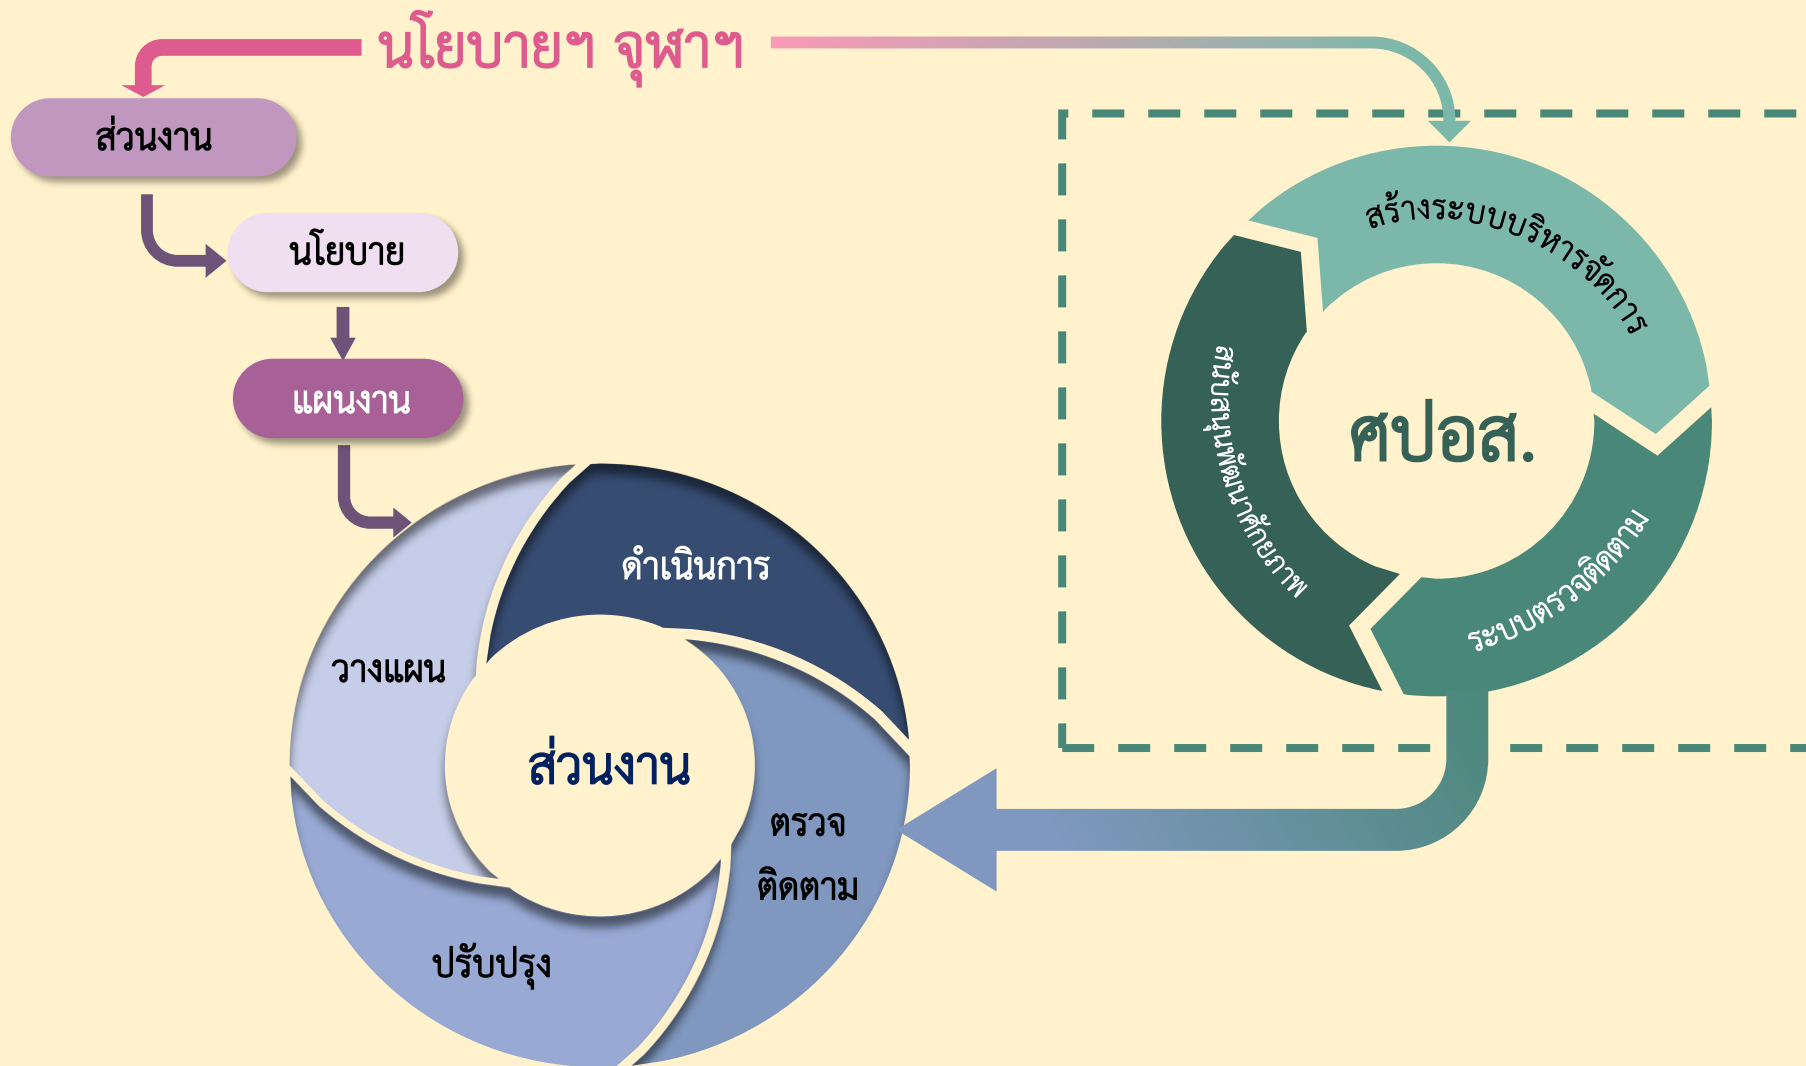 นโยบายฯ จุฬาฯ
ส่วนงาน
นโยบาย
แผนงาน
วางแผน
ดำเนินการ
ตรวจ
ติดตาม
ปรับปรุง
ส่วนงาน
สร้างระบบบริหารจัดการ
ระบบตรวจติดตาม
สนับสนุนพัฒนาศักยภาพ
ศปอส.